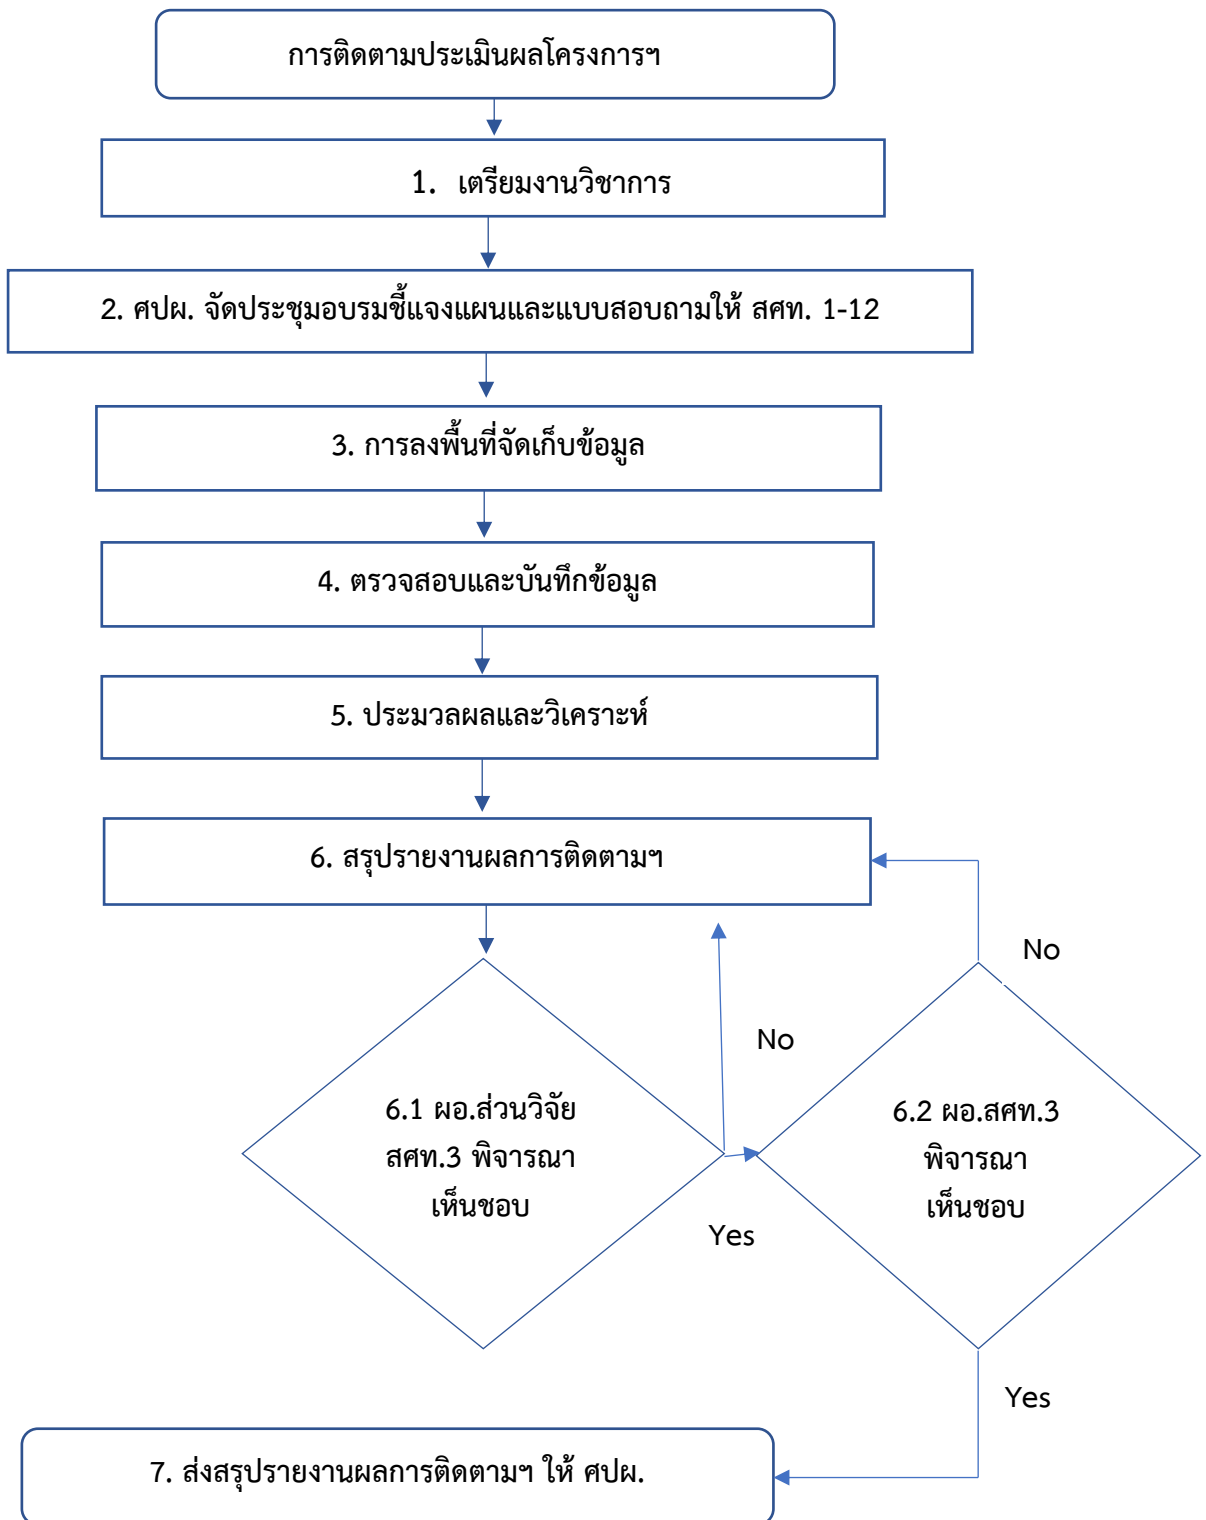 การติดตามประเมินผลโครงการฯ
1. เตรียมงานวิชาการ
2. ศปผ. จัดประชุมอบรมชี้แจงแผนและแบบสอบถามให้ สศท. 1-12
3. การลงพื้นที่จัดเก็บข้อมูล
4. ตรวจสอบและบันทึกข้อมูล
5. ประมวลผลและวิเคราะห์
6. สรุปรายงานผลการติดตามฯ
No
No
6.1 ผอ.ส่วนวิจัย
สศท.3 พิจารณา
เห็นชอบ
6.2 ผอ.สศท.3
พิจารณา
เห็นชอบ
Yes
Yes
7. ส่งสรุปรายงานผลการติดตามฯ ให้ ศปผ.